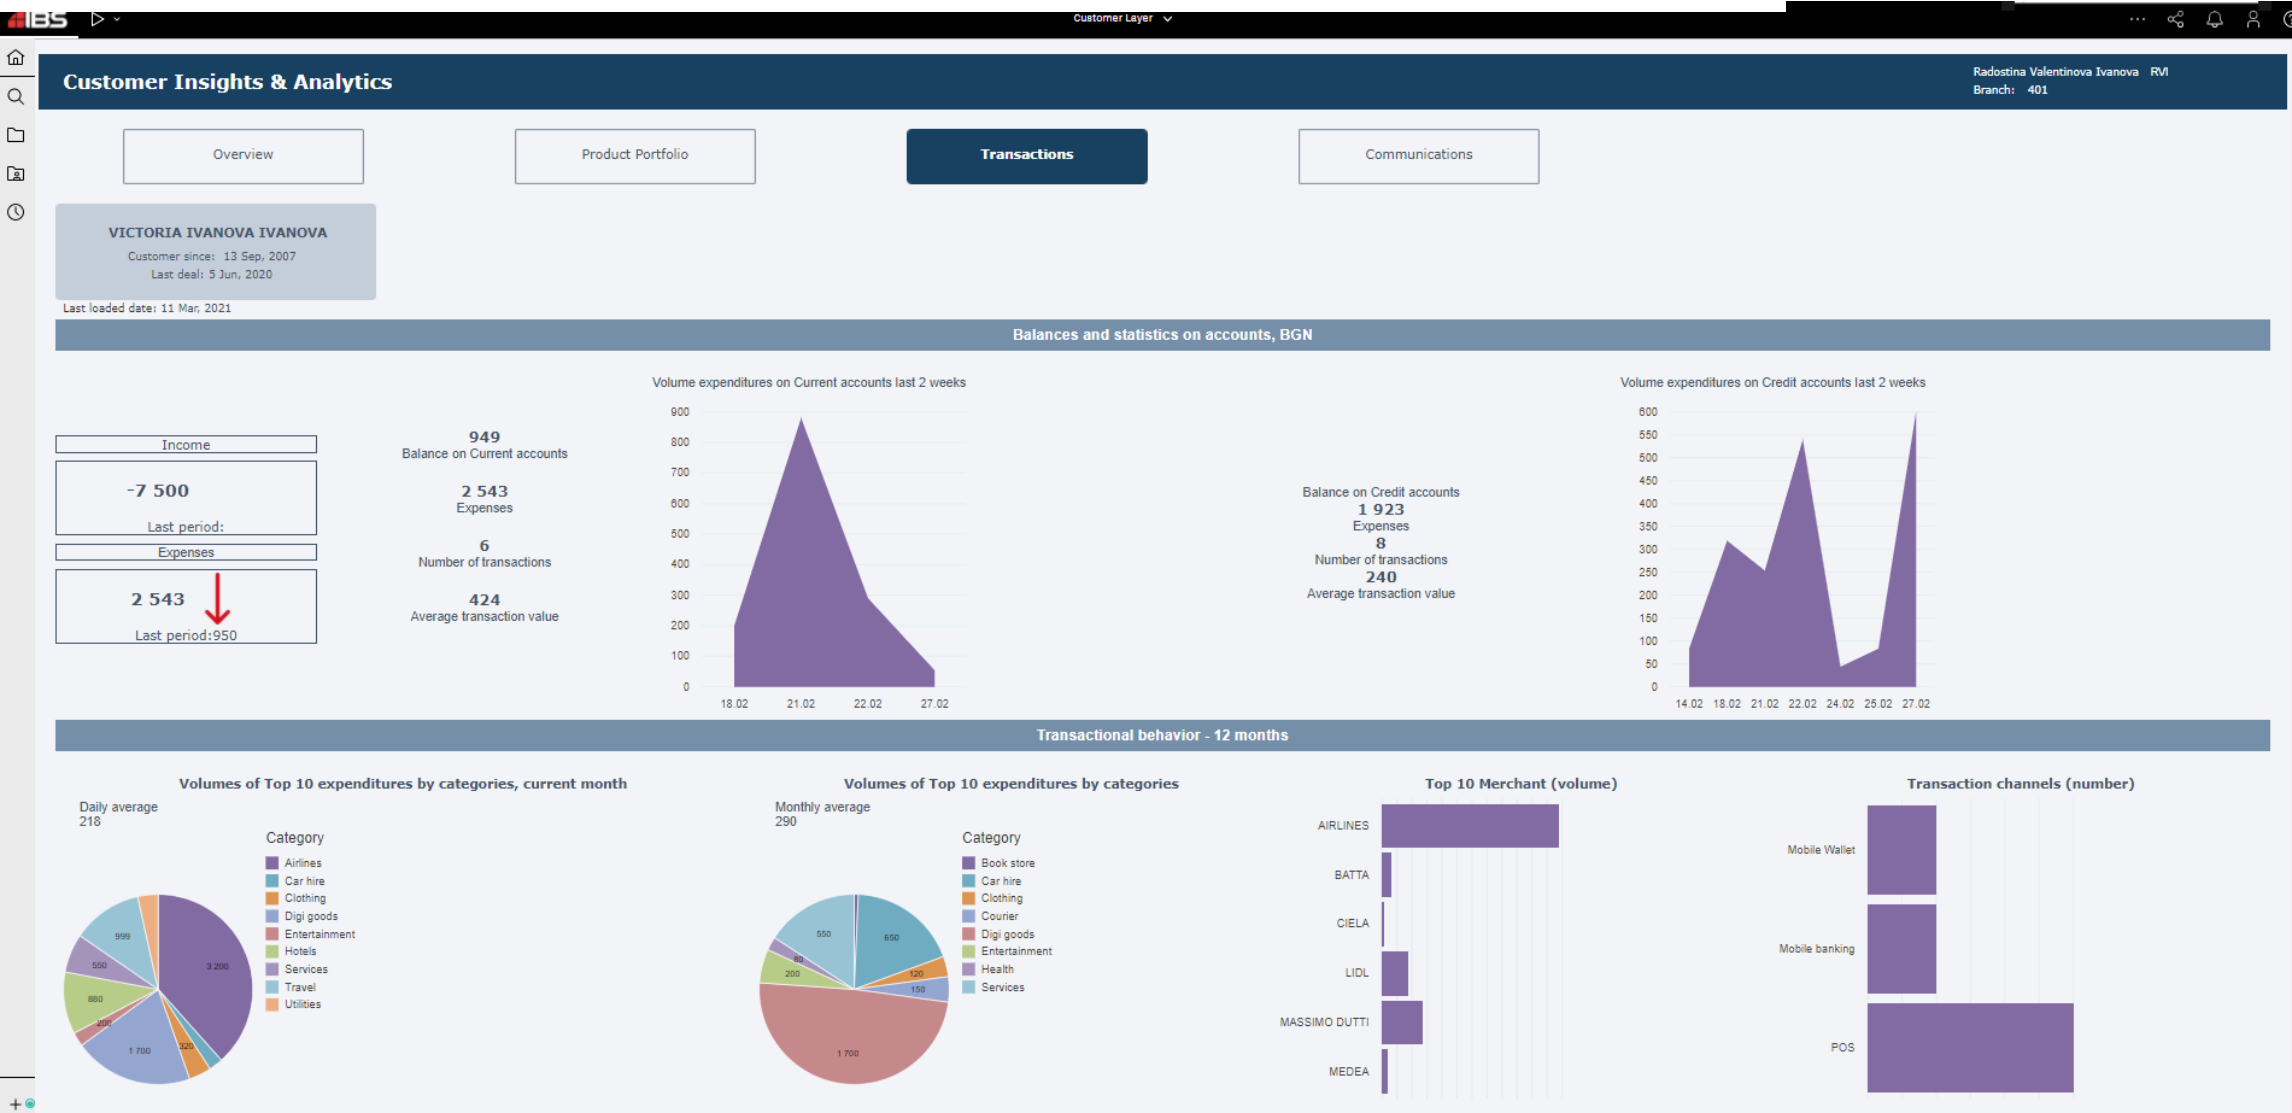 IBS
Customer Layer
Customer Insights & Analytics
Radostina Valentinova Ivanova RVI
Branch: 401
Overview
Product Portfolio
Transactions
Communications
VICTORIA IVANOVA IVANOVA
Customer since: 13 Sep, 2007
Last deal: 5 Jun, 2020
Last loaded date: 11 Mar, 2021
Balances and statistics on accounts, BGN
Income
-7 500
Last period:
Expenses
2 543
Last period:950
949
Balance on Current accounts
2 543
Expenses
6
Number of transactions
424
Average transaction value
Volume expenditures on Current accounts last 2 weeks
900
800
700
600
500
400
300
200
100
0
18.02 21.02 22.02 27.02
Balance on Credit accounts
1 923
Expenses
8
Number of transactions
240
Average transaction value
Volume expenditures on Credit accounts last 2 weeks
600
550
500
450
400
350
300
250
200
150
100
50
0
14.02 18.02 21.02 22.02 24.02 25.02 27.02
Transactional behavior - 12 months
Volumes of Top 10 expenditures by categories, current month
Daily average
218
Category
Airlines
Car hire
Clothing
Digi goods
Entertainment
Hotels
Services
Travel
Utilities
999
550
3 200
880
200
1 700
320
Volumes of Top 10 expenditures by categories
Monthly average
290
Category
Book store
Car hire
Clothing
Courier
Digi goods
Entertainment
Health
Services
550
650
80
200
120
150
1 700
Top 10 Merchant (volume)
AIRLINES
BATTA
CIELA
LIDL
MASSIMO DUTTI
MEDEA
Transaction channels (number)
Mobile Wallet
Mobile banking
POS